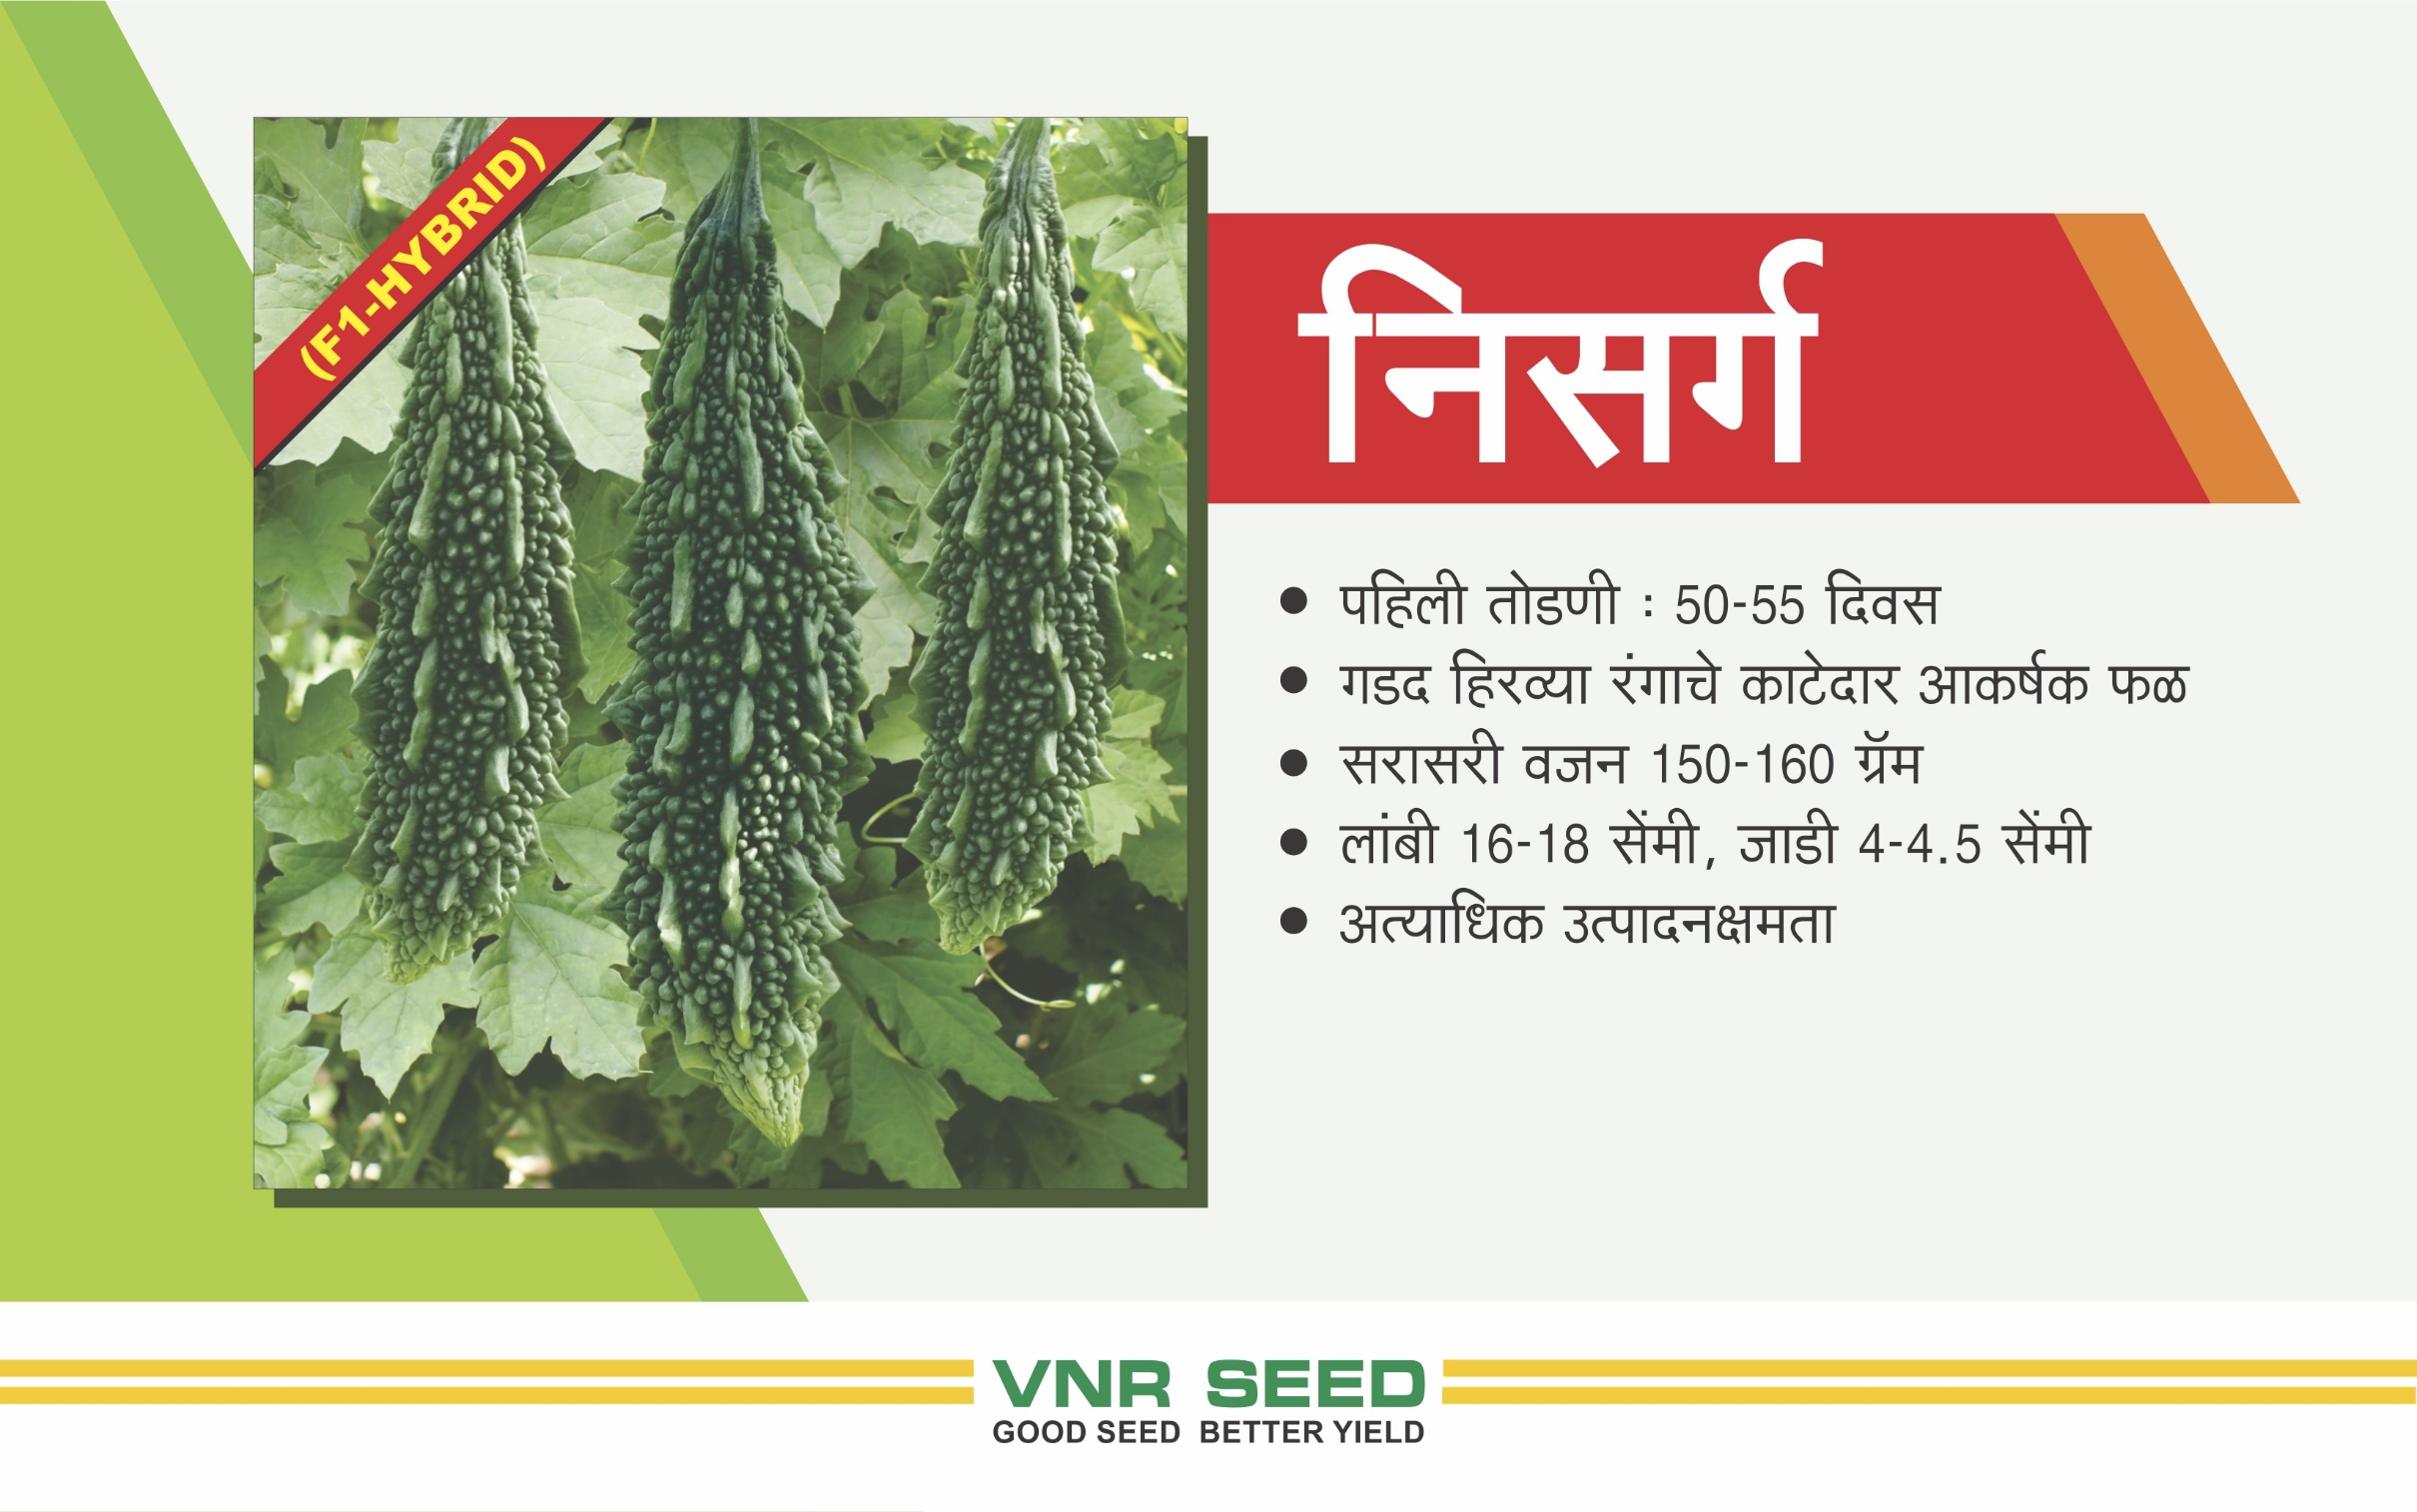 (F1-HYBRID))
निसर्ग
● पहिली तोडणी : 50-55 दिवस
● गडद हिरव्या रंगाचे काटेदार आकर्षक फळ
● सरासरी वजन 150-160 ग्रॅम
● लांबी 16-18 सेंमी, जाडी 4-4.5 सेंमी
● अत्याधिक उत्पादनक्षमता
VNR SEED
GOOD SEED BETTER YIELD